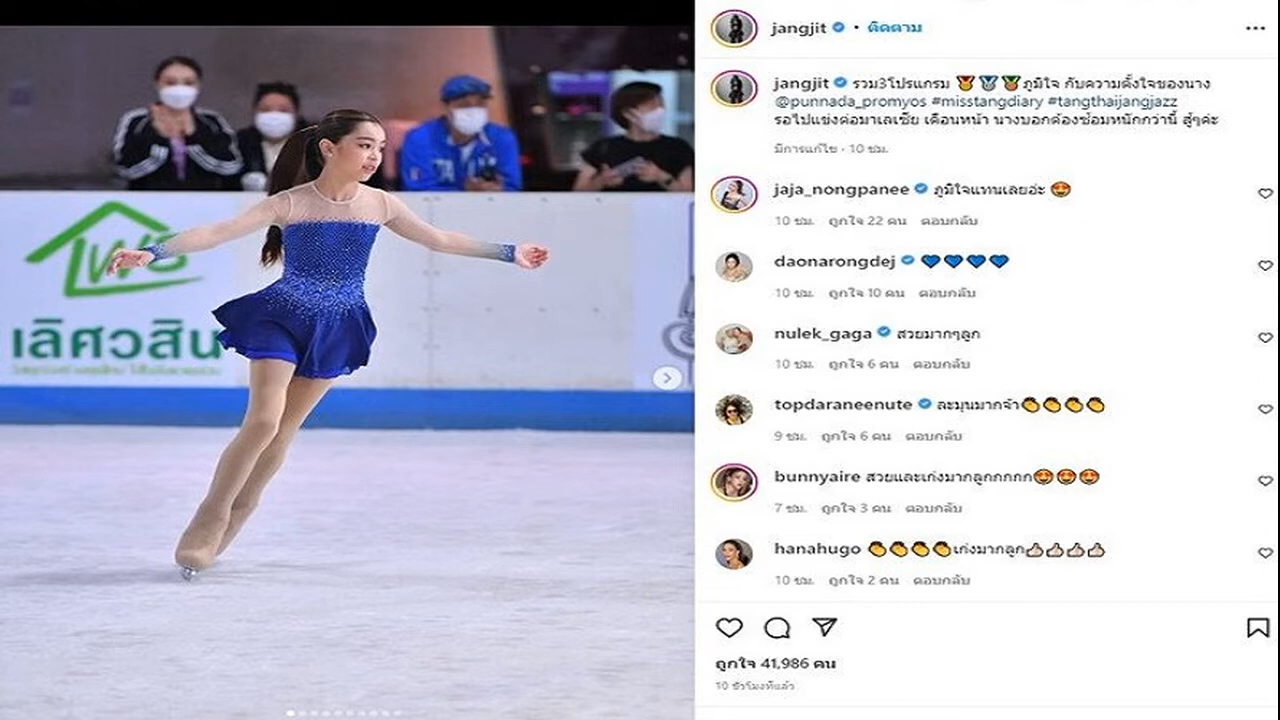 LWS
เลิศวสิน
jangjit • ติดตาม
jangjit รวม3โปรแกรม 🥇🥈🥉ภูมิใจ กับความตั้งใจของนาง
@punnada_promyos #misstangdiary #tangthaijangjazz
รอไปแข่งต่อมาเลเซีย เดือนหน้า นางบอกต้องซ้อมหนักกว่านี้ สู้ๆค่ะ
มีการแก้ไข · 10 ชม.
jaja_nongpanee ภูมิใจแทนเลยอ่ะ 😍
10 ชม. ถูกใจ 22 คน ตอบกลับ
daonarongdej 💙💙💙💙
10 ชม. ถูกใจ 10 คน ตอบกลับ
nulek_gaga สวยมากๆลูก
10 ชม. ถูกใจ 6 คน ตอบกลับ
topdaraneenute ละมุนมากจ้า👏👏👏👏
9 ชม. ถูกใจ 6 คน ตอบกลับ
bunnyaire สวยและเก่งมากลูกกกกกก😍😍😍
7 ชม. ถูกใจ 3 คน ตอบกลับ
hanahugo 👏👏👏👏เก่งมากลูก👍🏻👍🏻👍🏻👍🏻
10 ชม. ถูกใจ 2 คน ตอบกลับ
ถูกใจ 41,986 คน
10 ชั่วโมงที่แล้ว